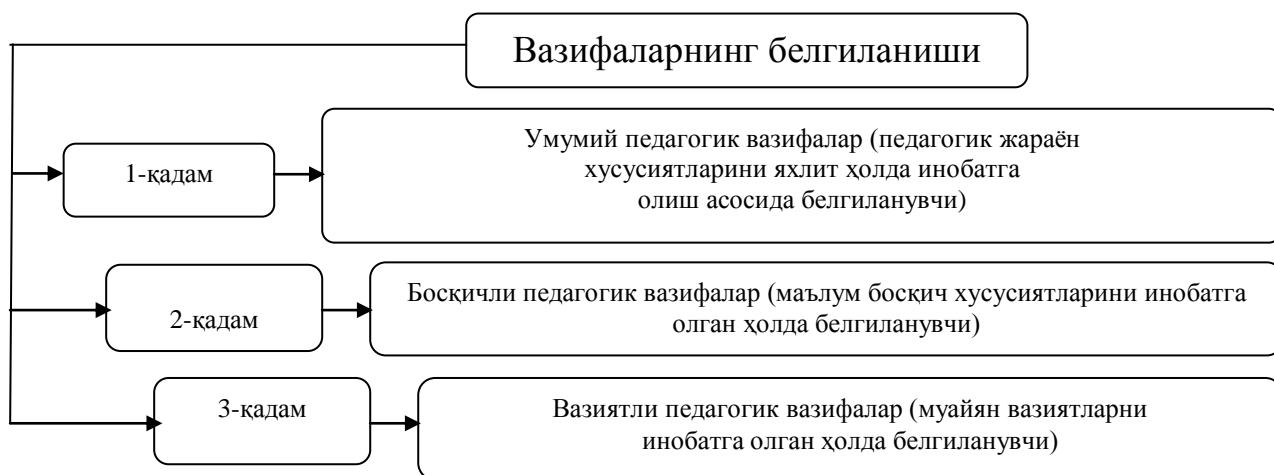 Вазифаларнинг белгиланиши
1-қадам
Умумий педагогик вазифалар (педагогик жараён
хусусиятларини яхлит ҳолда инобатга
олиш асосида белгиланувчи)
2-қадам
Босқичли педагогик вазифалар (маълум босқич хусусиятларини инобатга
олган ҳолда белгиланувчи)
3-қадам
Вазиятли педагогик вазифалар (муайян вазиятларни
инобатга олган ҳолда белгиланувчи)